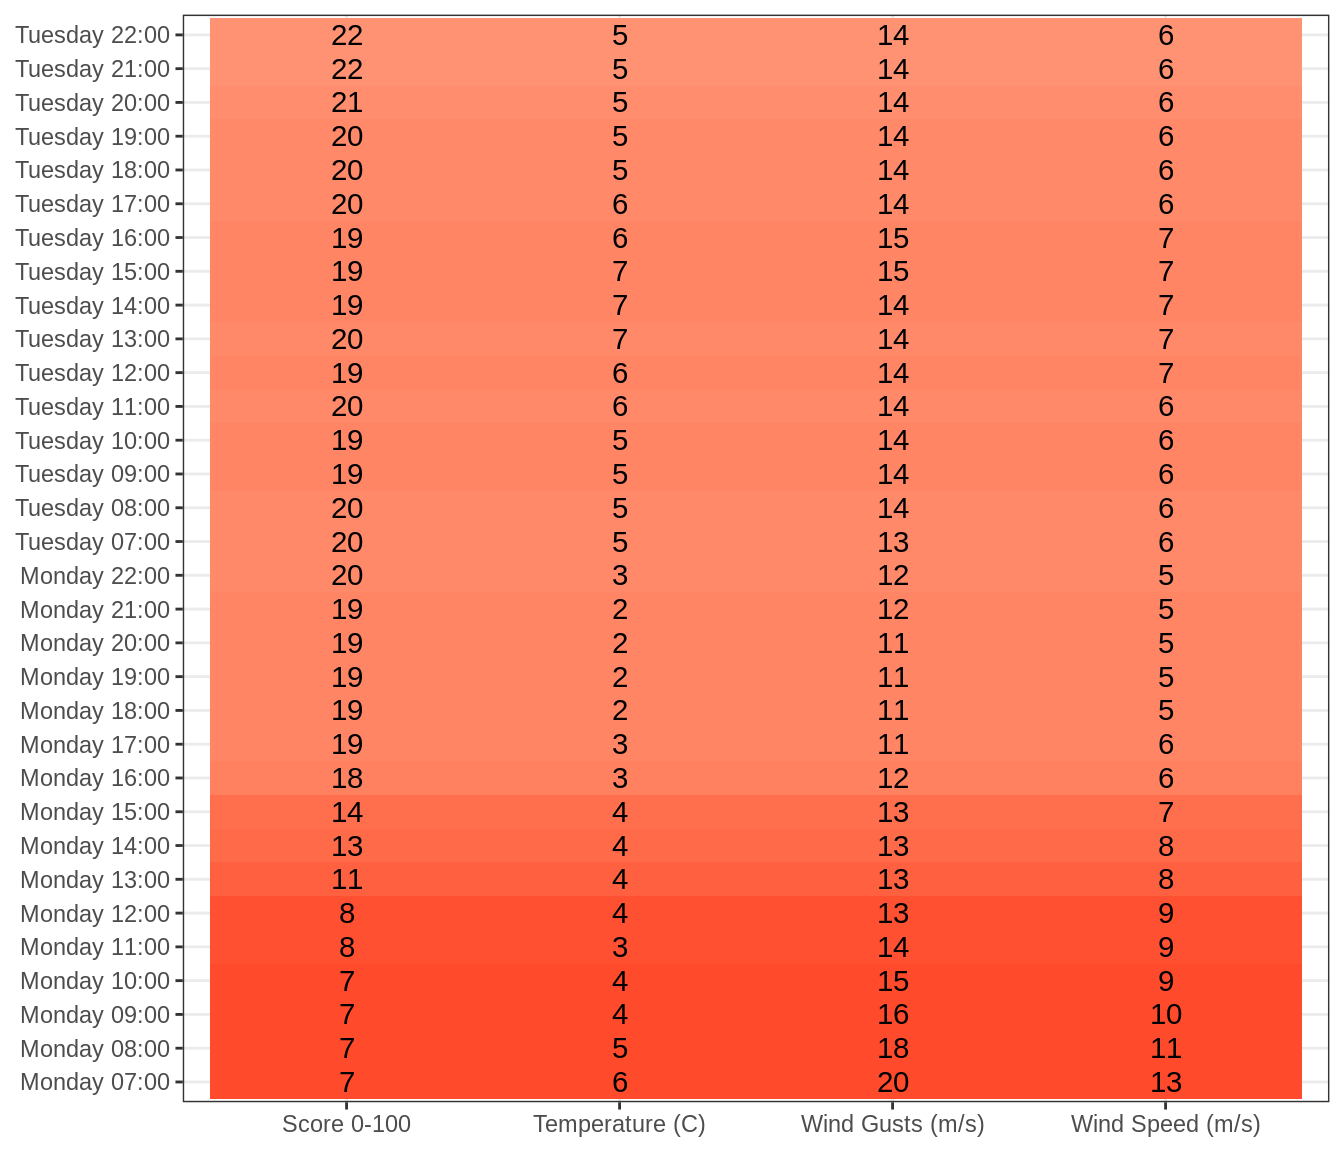 Tuesday 22:00 22 5 14 6
Tuesday 21:00 22 5 14 6
Tuesday 20:00 21 5 14 6
Tuesday 19:00 20 5 14 6
Tuesday 18:00 20 5 14 6
Tuesday 17:00 20 6 14 6
Tuesday 16:00 19 6 15 7
Tuesday 15:00 19 7 15 7
Tuesday 14:00 19 7 14 7
Tuesday 13:00 20 7 14 7
Tuesday 12:00 19 6 14 7
Tuesday 11:00 20 6 14 6
Tuesday 10:00 19 5 14 6
Tuesday 09:00 19 5 14 6
Tuesday 08:00 20 5 14 6
Tuesday 07:00 20 5 13 6
Monday 22:00 20 3 12 5
Monday 21:00 19 2 12 5
Monday 20:00 19 2 11 5
Monday 19:00 19 2 11 5
Monday 18:00 19 2 11 5
Monday 17:00 19 3 11 6
Monday 16:00 18 3 12 6
Monday 15:00 14 4 13 7
Monday 14:00 13 4 13 8
Monday 13:00 11 4 13 8
Monday 12:00 8 4 13 9
Monday 11:00 8 3 14 9
Monday 10:00 7 4 15 9
Monday 09:00 7 4 16 10
Monday 08:00 7 5 18 11
Monday 07:00 7 6 20 13
Score 0-100 Temperature (C) Wind Gusts (m/s) Wind Speed (m/s)